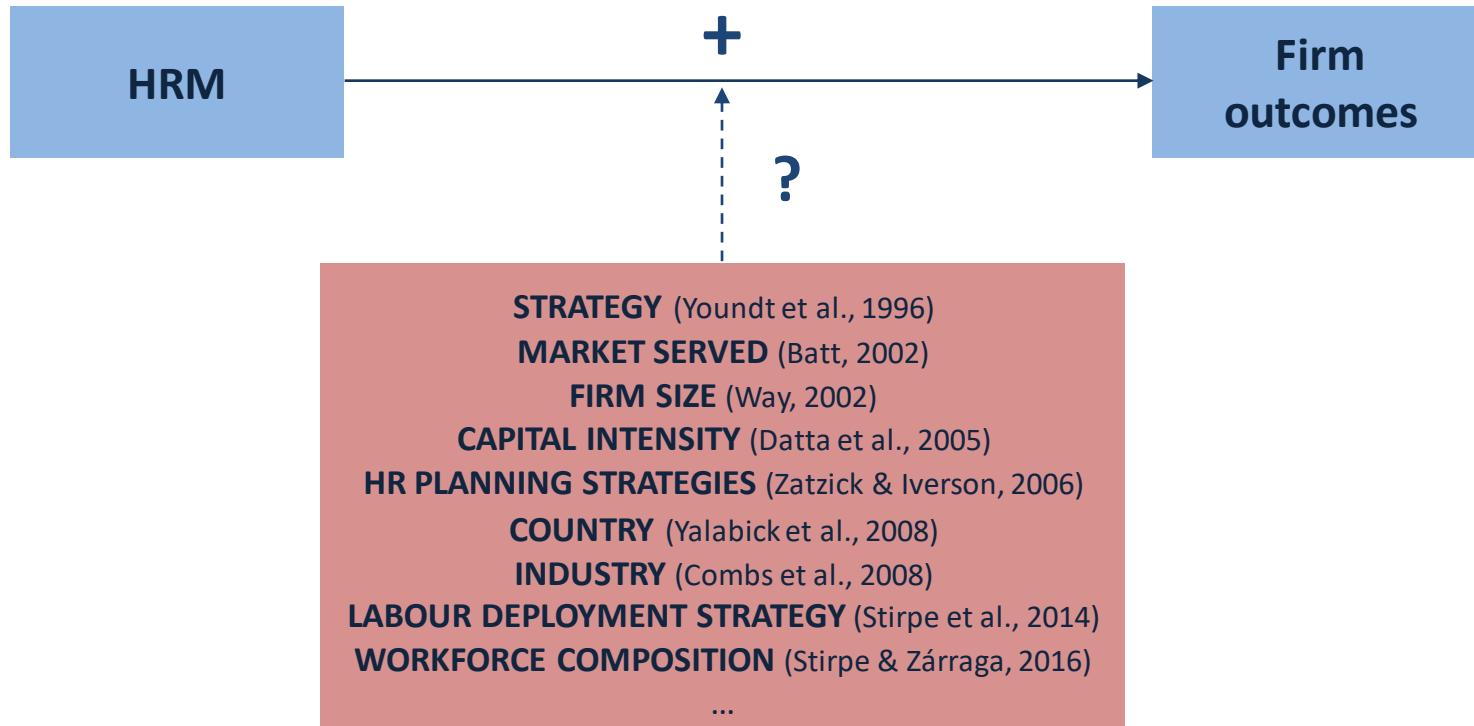 +
HRM
Firm
outcomes
?
STRATEGY (Youndt et al., 1996)
MARKET SERVED (Batt, 2002)
FIRM SIZE (Way, 2002)
CAPITAL INTENSITY (Datta et al., 2005)
HR PLANNING STRATEGIES (Zatzick & Iverson, 2006)
COUNTRY (Yalabick et al., 2008)
INDUSTRY (Combs et al., 2008)
LABOUR DEPLOYMENT STRATEGY (Stirpe et al., 2014)
WORKFORCE COMPOSITION (Stirpe & Zárraga, 2016)
...